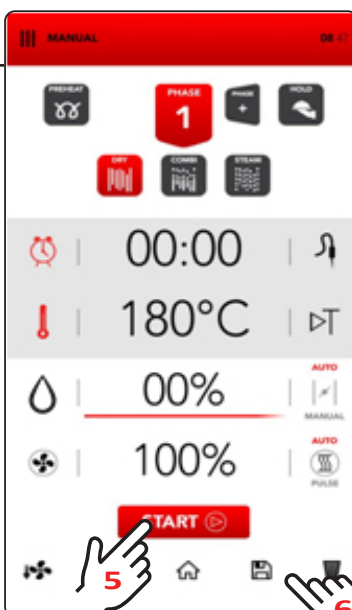 MANUAL 08:47
PREHEAT PHASE PHASE HOLD
1 +
DRY COMBI STEAM
00:00
180°C ▷T
AUTO
00%
MANUAL
AUTO
100%
PULSE
START
5
6